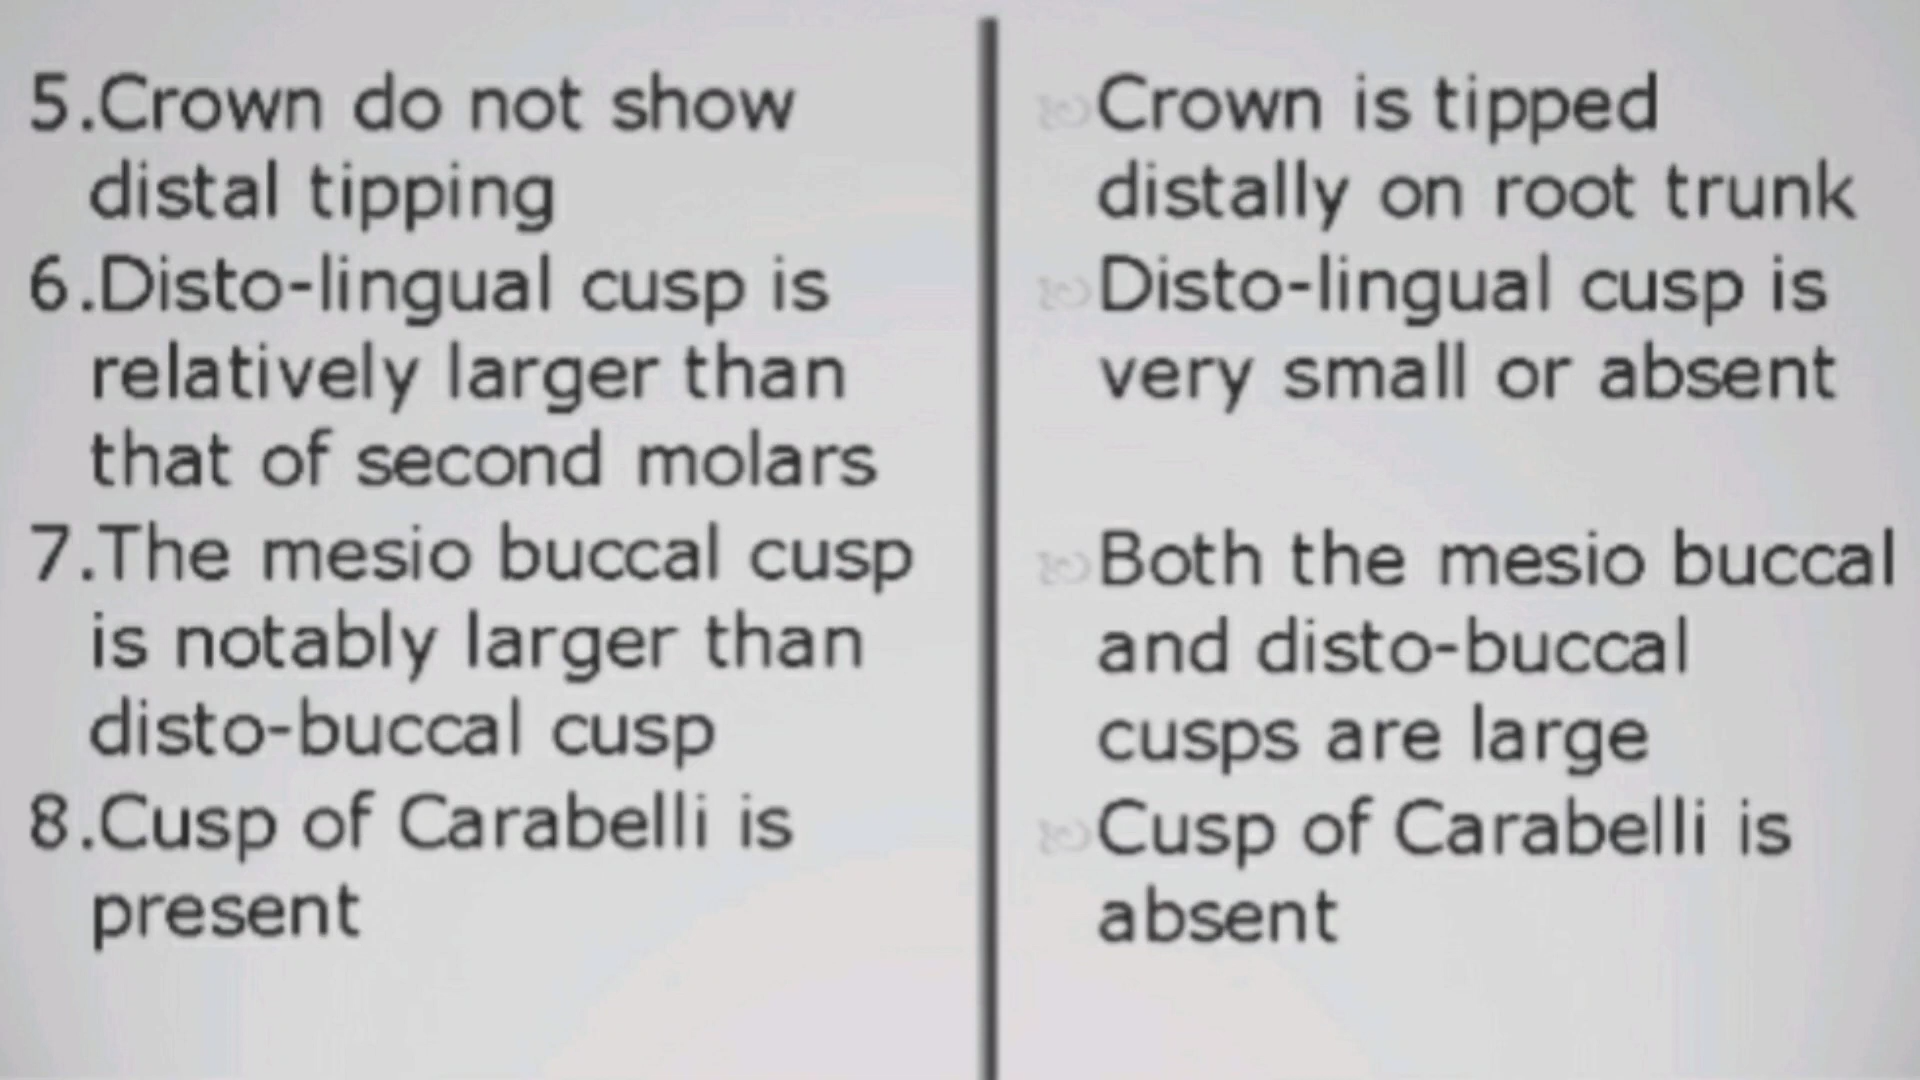 5.Crown do not show
distal tipping
6.Disto-lingual cusp is
relatively larger than
that of second molars
7.The mesio buccal cusp
is notably larger than
disto-buccal cusp
8.Cusp of Carabelli is
present
Crown is tipped
distally on root trunk
Disto-lingual cusp is
very small or absent
Both the mesio buccal
and disto-buccal
cusps are large
Cusp of Carabelli is
absent